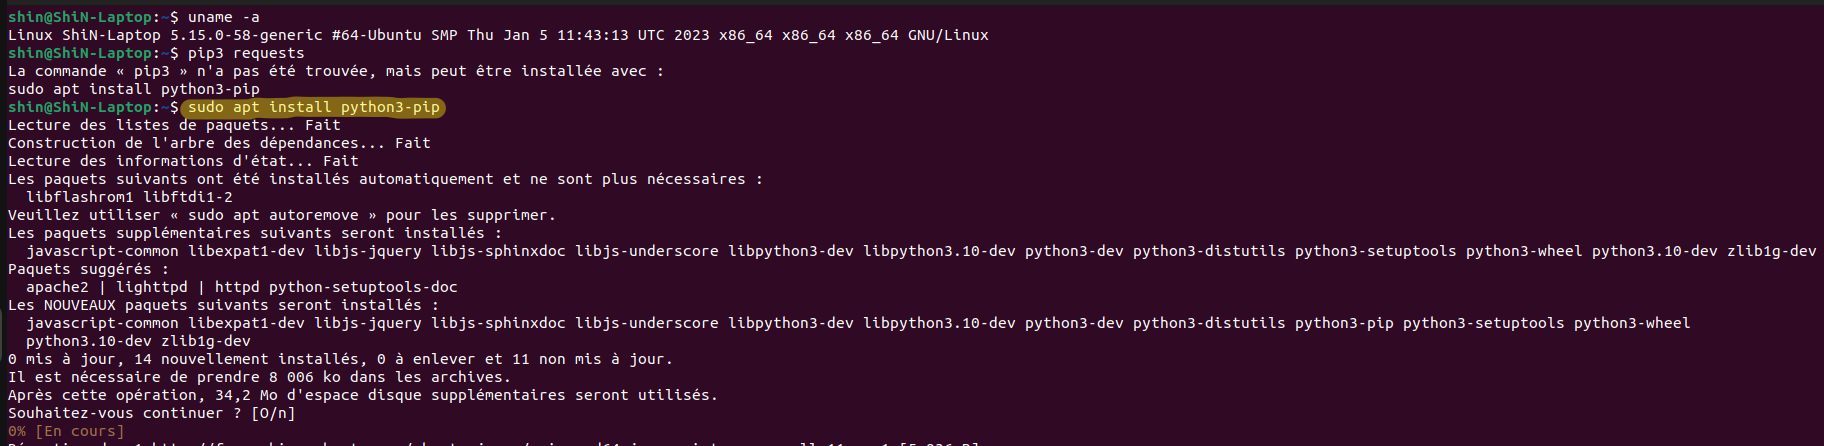 shin@ShiN-Laptop:~$ uname -a
Linux ShiN-Laptop 5.15.0-58-generic #64-Ubuntu SMP Thu Jan 5 11:43:13 UTC 2023 x86_64 x86_64 x86_64 GNU/Linux
shin@ShiN-Laptop:~$ pip3 requests
La commande « pip3 » n'a pas été trouvée, mais peut être installée avec :
sudo apt install python3-pip
shin@ShiN-Laptop:~$ sudo apt install python3-pip
Lecture des listes de paquets... Fait
Construction de l'arbre des dépendances... Fait
Lecture des informations d'état... Fait
Les paquets suivants ont été installés automatiquement et ne sont plus nécessaires :
  libflashrom1 libftdi1-2
Veuillez utiliser « sudo apt autoremove » pour les supprimer.
Les paquets supplémentaires suivants seront installés :
  javascript-common libexpat1-dev libjs-jquery libjs-sphinxdoc libjs-underscore libpython3-dev libpython3.10-dev python3-dev python3-distutils python3-setuptools python3-wheel python3.10-dev zlib1g-dev
Paquets suggérés :
  apache2 | lighttpd | httpd python-setuptools-doc
Les NOUVEAUX paquets suivants seront installés :
  javascript-common libexpat1-dev libjs-jquery libjs-sphinxdoc libjs-underscore libpython3-dev libpython3.10-dev python3-dev python3-distutils python3-pip python3-setuptools python3-wheel
  python3.10-dev zlib1g-dev
0 mis à jour, 14 nouvellement installés, 0 à enlever et 11 non mis à jour.
Il est nécessaire de prendre 8 006 ko dans les archives.
Après cette opération, 34,2 Mo d'espace disque supplémentaires seront utilisés.
Souhaitez-vous continuer ? [O/n]
0% [En cours]